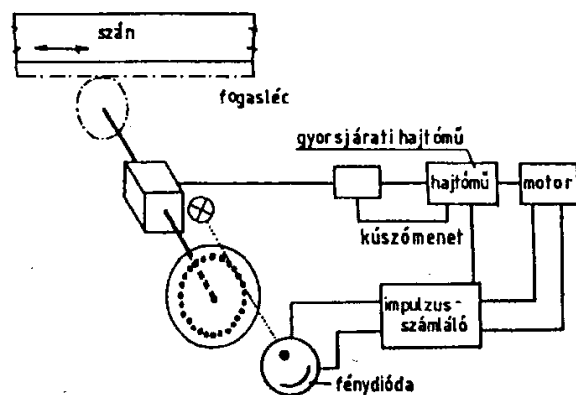 szán
fogasléc
gyorsjárati hajtómű
hajtómű
motor
kúszómenet
impulzus-
számláló
fénydióda